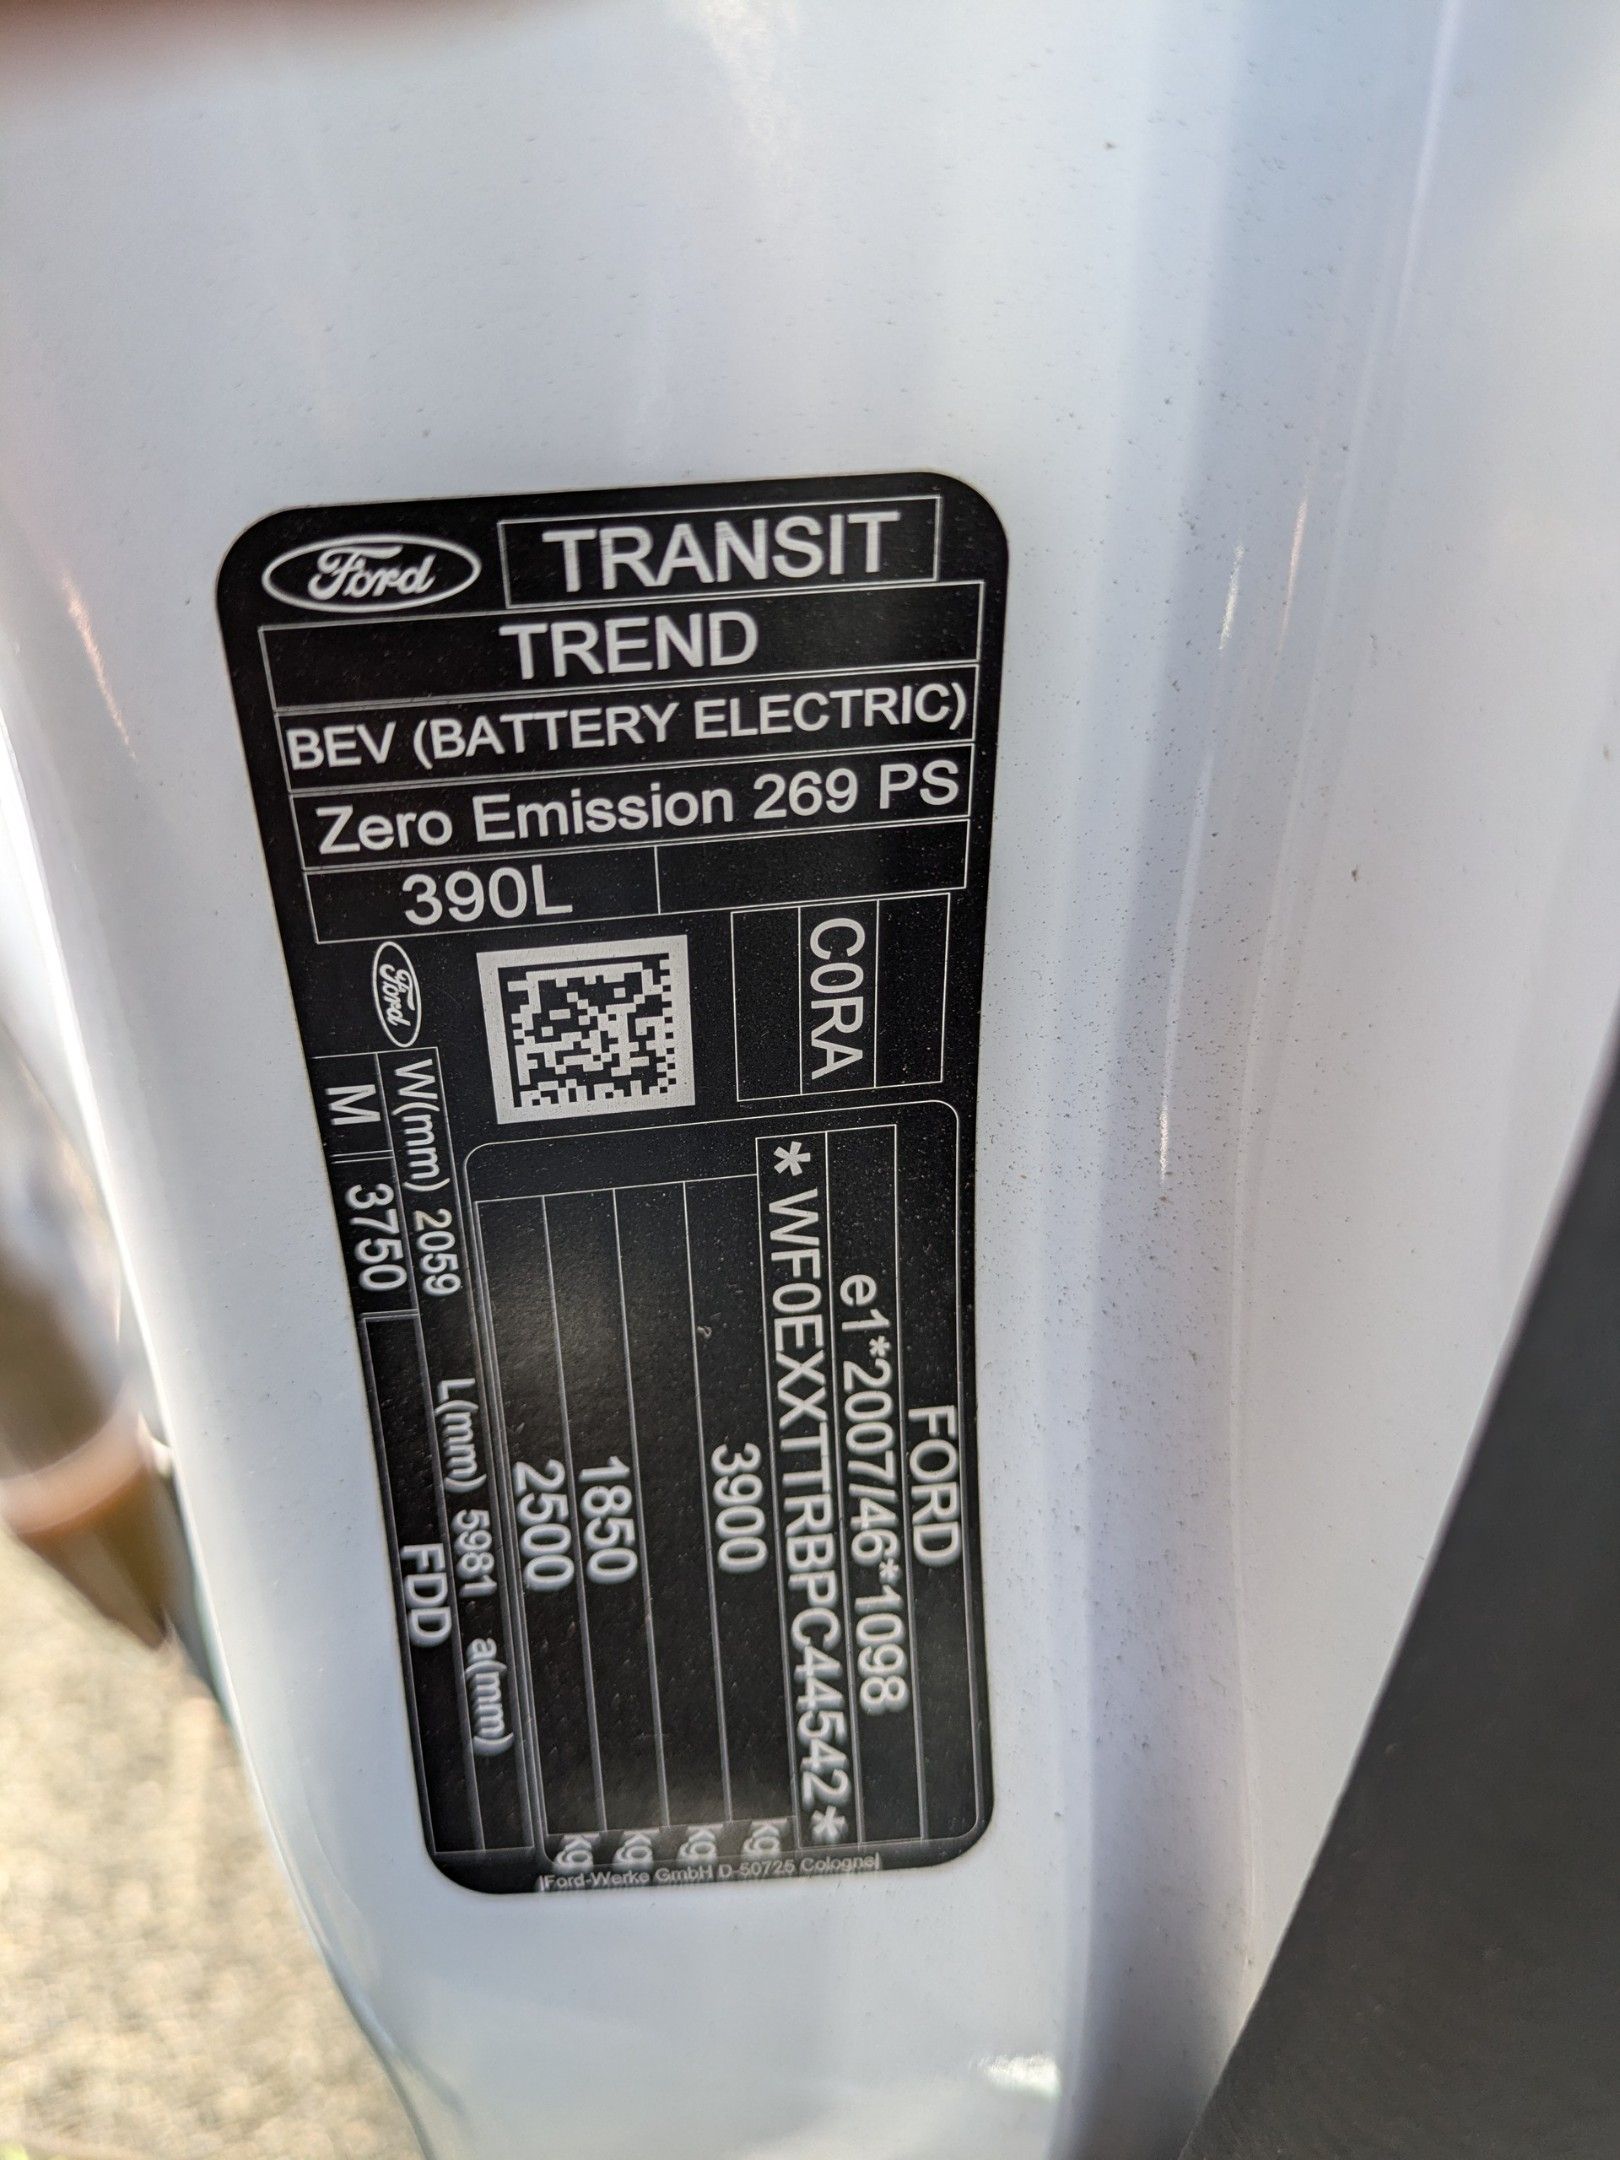 Ford TRANSIT
TREND
BEV (BATTERY ELECTRIC)
Zero Emission 269 PS
390L
C0RA
Ford
FORD
e1*2007/46*1098
*WF0EXXTTRBPC44542*
3900 kg
kg
1850 kg
2500 kg
W(mm) 2059 L(mm) 5981 a(mm)
M 3750 FDD
Ford-Werke GmbH D-50725 Cologne